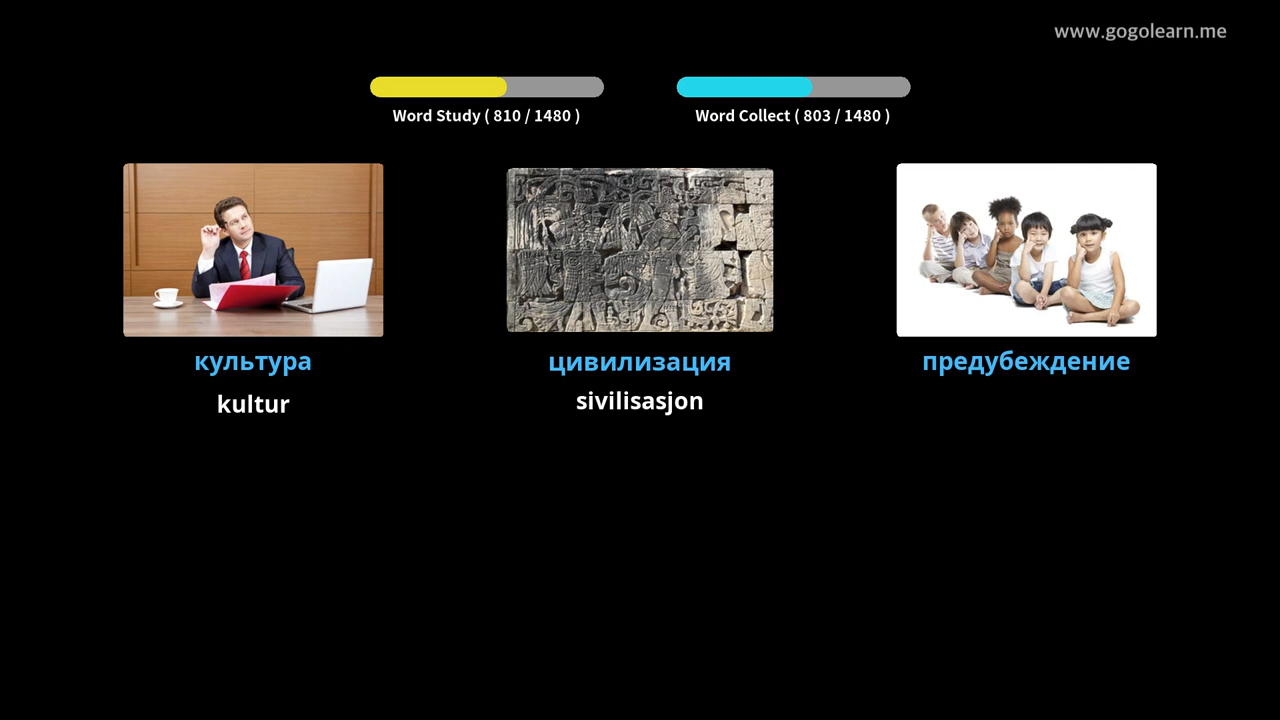 www.gogolearn.me
Word Study ( 810 / 1480 )
Word Collect ( 803 / 1480 )
культура
цивилизация
предубеждение
kultur
sivilisasjon